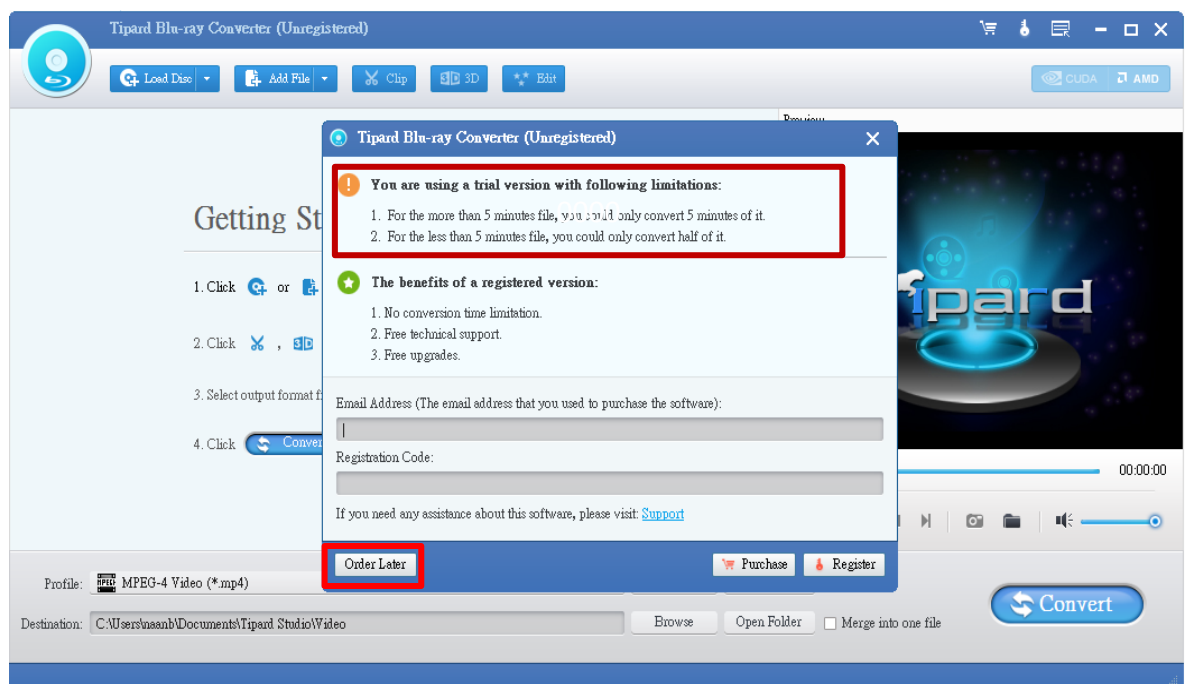 Tipard Blu-ray Converter (Unregistered)
Load Disc
Add File
Clip
3D
Edit
CUDA
AMD
Preview
Tipard Blu-ray Converter (Unregistered)
You are using a trial version with following limitations:
1. For the more than 5 minutes file, you could only convert 5 minutes of it.
2. For the less than 5 minutes file, you could only convert half of it.
Getting St
The benefits of a registered version:
1. Click or
1. No conversion time limitation.
2. Free technical support.
3. Free upgrades.
2. Click , 3D
3. Select output format f
Email Address (The email address that you used to purchase the software):
4. Click Conver
Registration Code:
If you need any assistance about this software, please visit: Support
Tipard
00:00:00
Order Later
Purchase
Register
Profile: MPEG MPEG-4 Video (*.mp4)
Convert
Destination: C:\Users\naanb\Documents\Tipard Studio\Video
Browse
Open Folder
Merge into one file